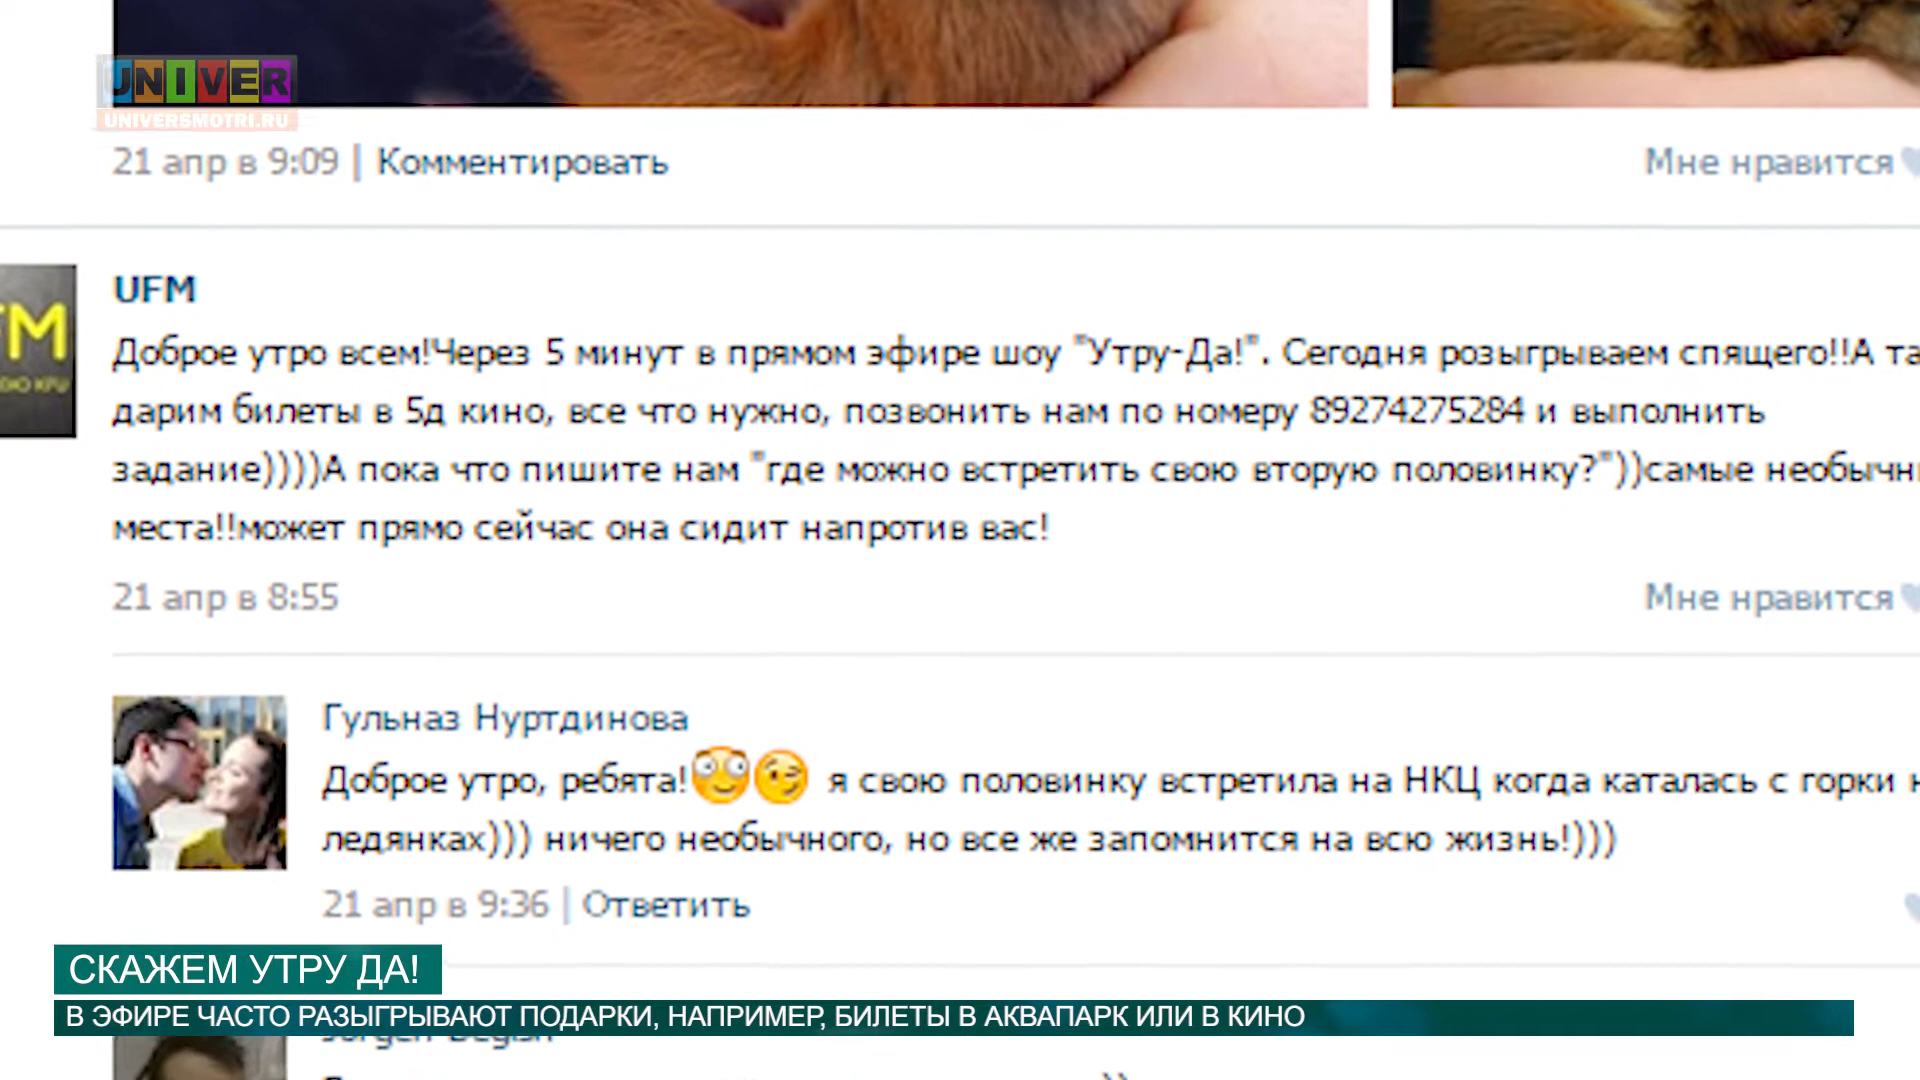 UNIVER
UNIVERSMOTRI.RU
21 апр в 9:09 | Комментировать
Мне нравится
UFM
Доброе утро всем!Через 5 минут в прямом эфире шоу "Утру-Да!". Сегодня розыгрываем спящего!!А та
дарим билеты в 5д кино, все что нужно, позвонить нам по номеру 89274275284 и выполнить
задание))))А пока что пишите нам "где можно встретить свою вторую половинку?"))самые необычн
места!!может прямо сейчас она сидит напротив вас!
21 апр в 8:55
Мне нравится
Гульназ Нуртдинова
Доброе утро, ребята! я свою половинку встретила на НКЦ когда каталась с горки н
ледянках))) ничего необычного, но все же запомнится на всю жизнь!)))
21 апр в 9:36 | Ответить
СКАЖЕМ УТРУ ДА!
В ЭФИРЕ ЧАСТО РАЗЫГРЫВАЮТ ПОДАРКИ, НАПРИМЕР, БИЛЕТЫ В АКВАПАРК ИЛИ В КИНО